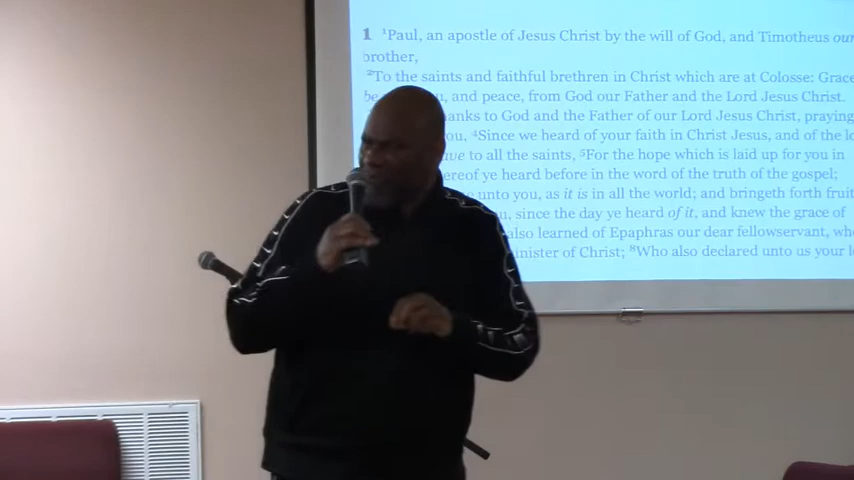 1 ¹Paul, an apostle of Jesus Christ by the will of God, and Timotheus our
brother,
²To the saints and faithful brethren in Christ which are at Colosse: Grace
be you, and peace, from God our Father and the Lord Jesus Christ.
thanks to God and the Father of our Lord Jesus Christ, praying
you. ⁴Since we heard of your faith in Christ Jesus, and of the
to all the saints, ⁵For the hope which is laid up for you in
ye heard before in the word of the truth of the gospel;
unto you, as it is in all the world; and bringeth forth fruit
since the day ye heard of it, and knew the grace of
also learned of Epaphras our dear fellowservant, who
minister of Christ; ⁸Who also declared unto us your